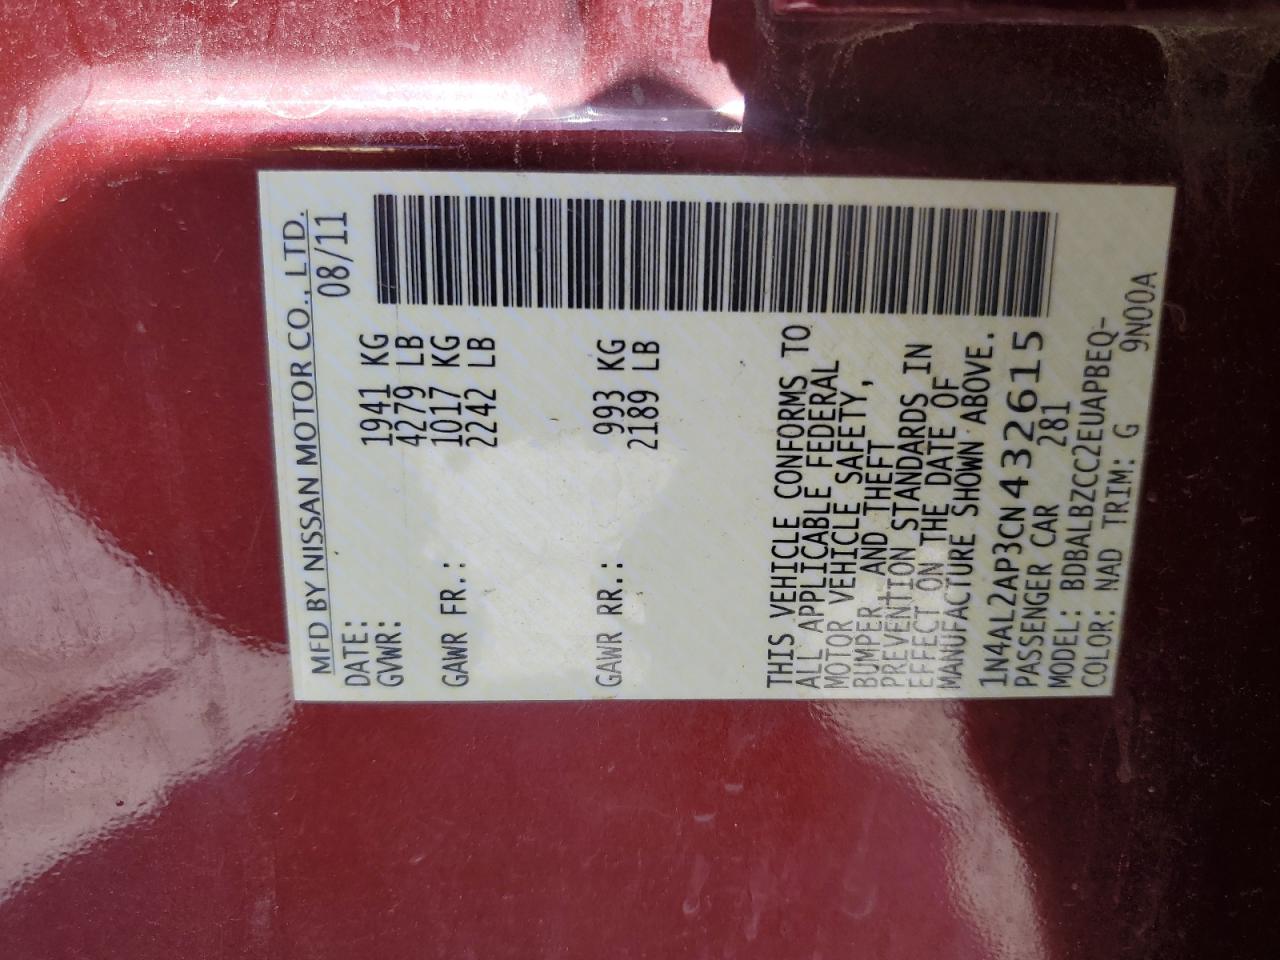 MFD BY NISSAN MOTOR CO., LTD.
DATE: 08/11
GVWR: 1941 KG
4279 LB
GAWR FR.: 1017 KG
2242 LB
GAWR RR.: 993 KG
2189 LB
THIS VEHICLE CONFORMS TO
ALL APPLICABLE FEDERAL
MOTOR VEHICLE SAFETY,
BUMPER AND THEFT
PREVENTION STANDARDS IN
EFFECT ON THE DATE OF
MANUFACTURE SHOWN ABOVE.
1N4AL2AP3CN432615
PASSENGER CAR 281
MODEL: BDBALBZCC2EUAPBEQ-
COLOR: NAD TRIM: G 9N00A